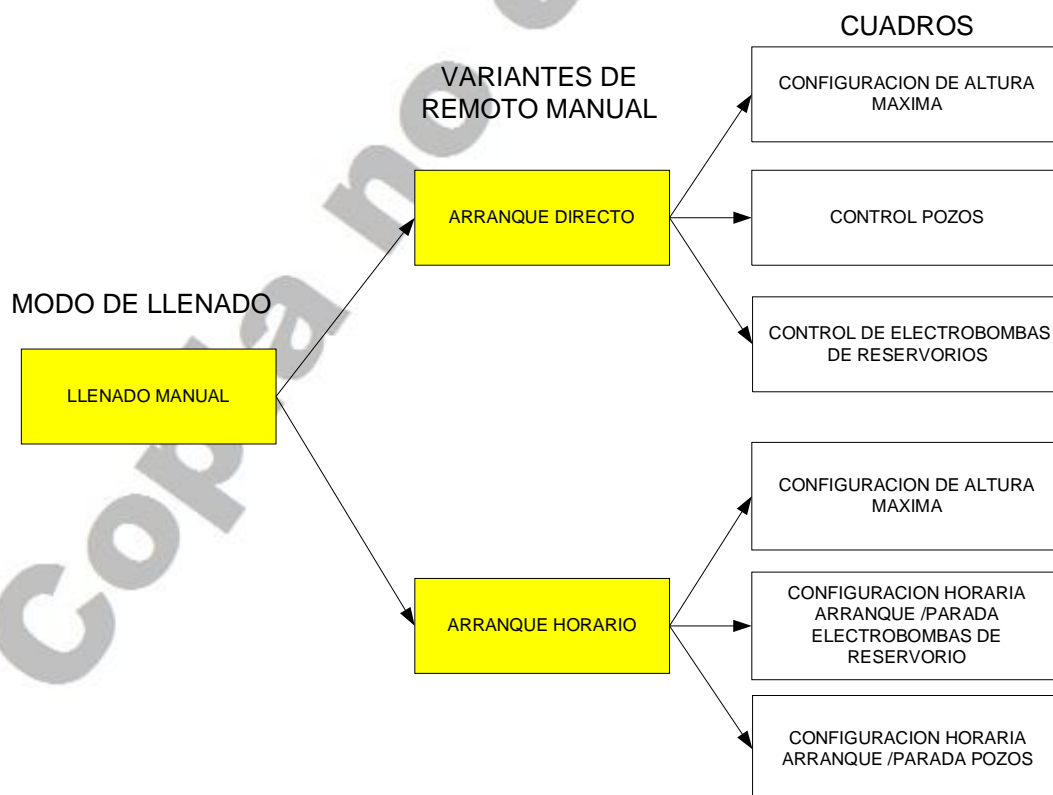 CUADROS
VARIANTES DE
REMOTO MANUAL
MODO DE LLENADO
LLENADO MANUAL
ARRANQUE DIRECTO
CONFIGURACION DE ALTURA
MAXIMA
CONTROL POZOS
CONTROL DE ELECTROBOMBAS
DE RESERVORIOS
ARRANQUE HORARIO
CONFIGURACION DE ALTURA
MAXIMA
CONFIGURACION HORARIA
ARRANQUE /PARADA
ELECTROBOMBAS DE
RESERVORIO
CONFIGURACION HORARIA
ARRANQUE /PARADA POZOS
Copia no